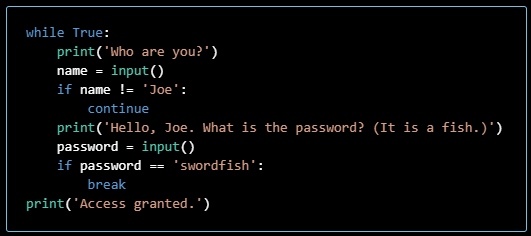 while True:
    print('Who are you?')
    name = input()
    if name != 'Joe':
        continue
    print('Hello, Joe. What is the password? (It is a fish.)')
    password = input()
    if password == 'swordfish':
        break
print('Access granted.')